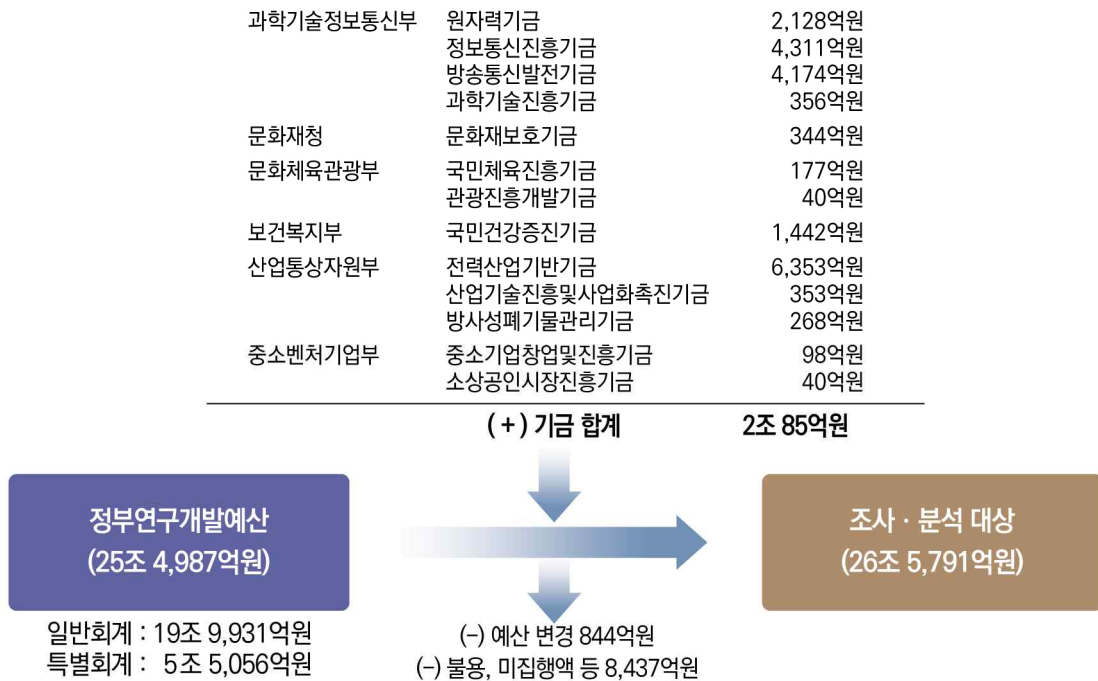 과학기술정보통신부 원자력기금 2,128억원
정보통신진흥기금 4,311억원
방송통신발전기금 4,174억원
과학기술진흥기금 356억원
문화재청 문화재보호기금 344억원
문화체육관광부 국민체육진흥기금 177억원
관광진흥개발기금 40억원
보건복지부 국민건강증진기금 1,442억원
산업통상자원부 전력산업기반기금 6,353억원
산업기술진흥및사업화촉진기금 353억원
방사성폐기물관리기금 268억원
중소벤처기업부 중소기업창업및진흥기금 98억원
소상공인시장진흥기금 40억원
( + ) 기금 합계 2조 85억원
정부연구개발예산
(25조 4,987억원)
조사 · 분석 대상
(26조 5,791억원)
일반회계 : 19조 9,931억원
특별회계 : 5조 5,056억원
(-) 예산 변경 844억원
(-) 불용, 미집행액 등 8,437억원